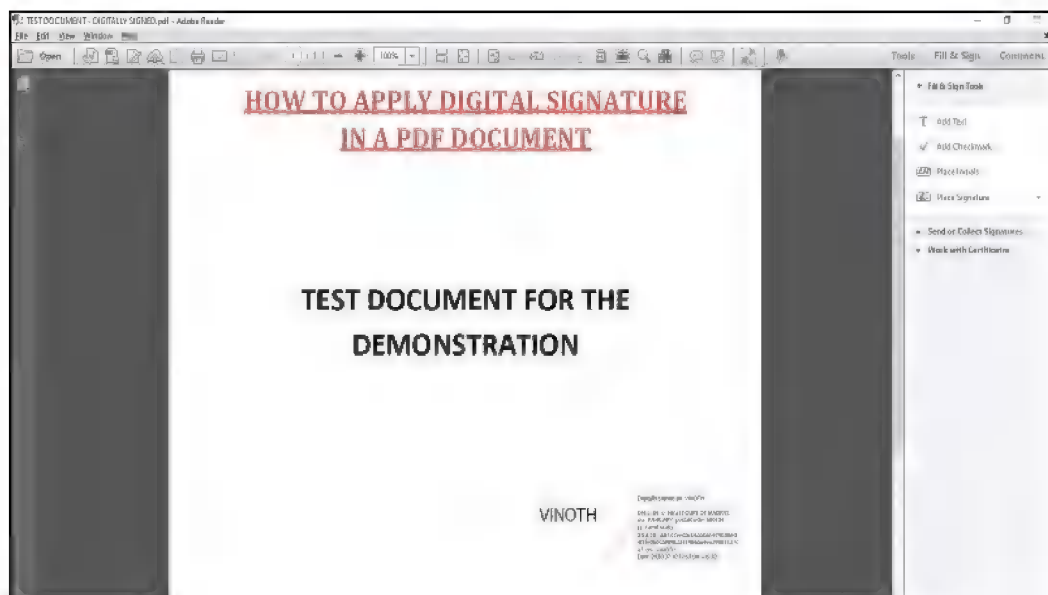 TEST DOCUMENT - DIGITALLY SIGNED.pdf - Adobe Reader
File Edit View Window
Open 100% Tools Fill & Sign Comment
HOW TO APPLY DIGITAL SIGNATURE
IN A PDF DOCUMENT
Fill & Sign Tools
Add Text
Add Checkmark
Place Initials
Place Signature
Send or Collect Signatures
Work with Certificates
TEST DOCUMENT FOR THE
DEMONSTRATION
VINOTH